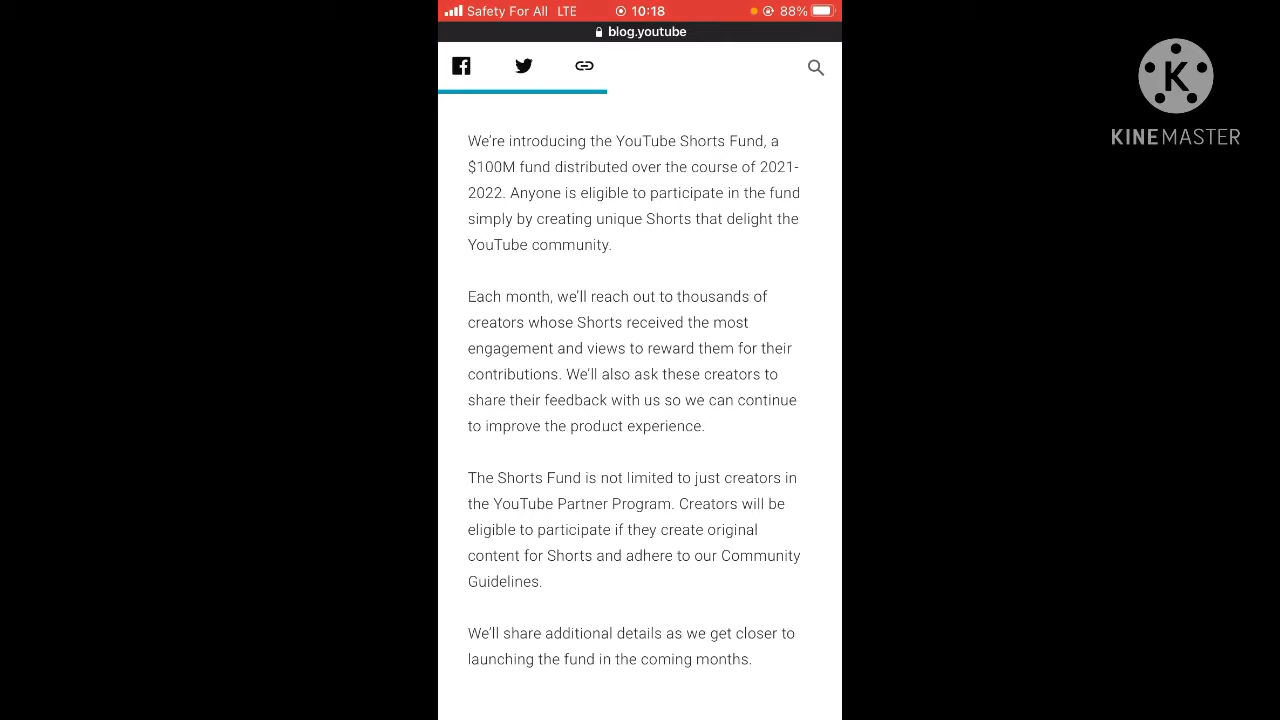 Safety For All LTE 10:18 88%
blog.youtube
We're introducing the YouTube Shorts Fund, a
$100M fund distributed over the course of 2021-
2022. Anyone is eligible to participate in the fund
simply by creating unique Shorts that delight the
YouTube community.
Each month, we'll reach out to thousands of
creators whose Shorts received the most
engagement and views to reward them for their
contributions. We'll also ask these creators to
share their feedback with us so we can continue
to improve the product experience.
The Shorts Fund is not limited to just creators in
the YouTube Partner Program. Creators will be
eligible to participate if they create original
content for Shorts and adhere to our Community
Guidelines.
We'll share additional details as we get closer to
launching the fund in the coming months.
K
KINEMASTER